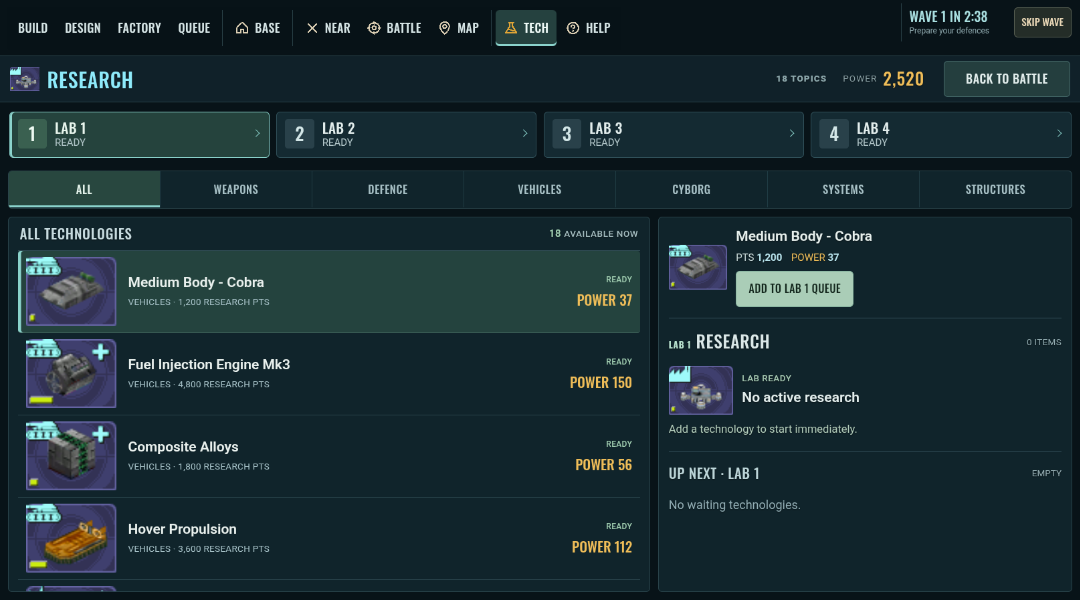 BUILD DESIGN FACTORY QUEUE BASE NEAR BATTLE MAP TECH HELP
WAVE 1 IN 2:38
Prepare your defences
SKIP WAVE
RESEARCH
18 TOPICS POWER 2,520
BACK TO BATTLE
1 LAB 1
READY
2 LAB 2
READY
3 LAB 3
READY
4 LAB 4
READY
ALL WEAPONS DEFENCE VEHICLES CYBORG SYSTEMS STRUCTURES
ALL TECHNOLOGIES
18 AVAILABLE NOW
Medium Body - Cobra
VEHICLES · 1,200 RESEARCH PTS
READY
POWER 37
Fuel Injection Engine Mk3
VEHICLES · 4,800 RESEARCH PTS
READY
POWER 150
Composite Alloys
VEHICLES · 1,800 RESEARCH PTS
READY
POWER 56
Hover Propulsion
VEHICLES · 3,600 RESEARCH PTS
READY
POWER 112
Medium Body - Cobra
PTS 1,200 POWER 37
ADD TO LAB 1 QUEUE
LAB 1 RESEARCH
0 ITEMS
LAB READY
No active research
Add a technology to start immediately.
UP NEXT · LAB 1
EMPTY
No waiting technologies.